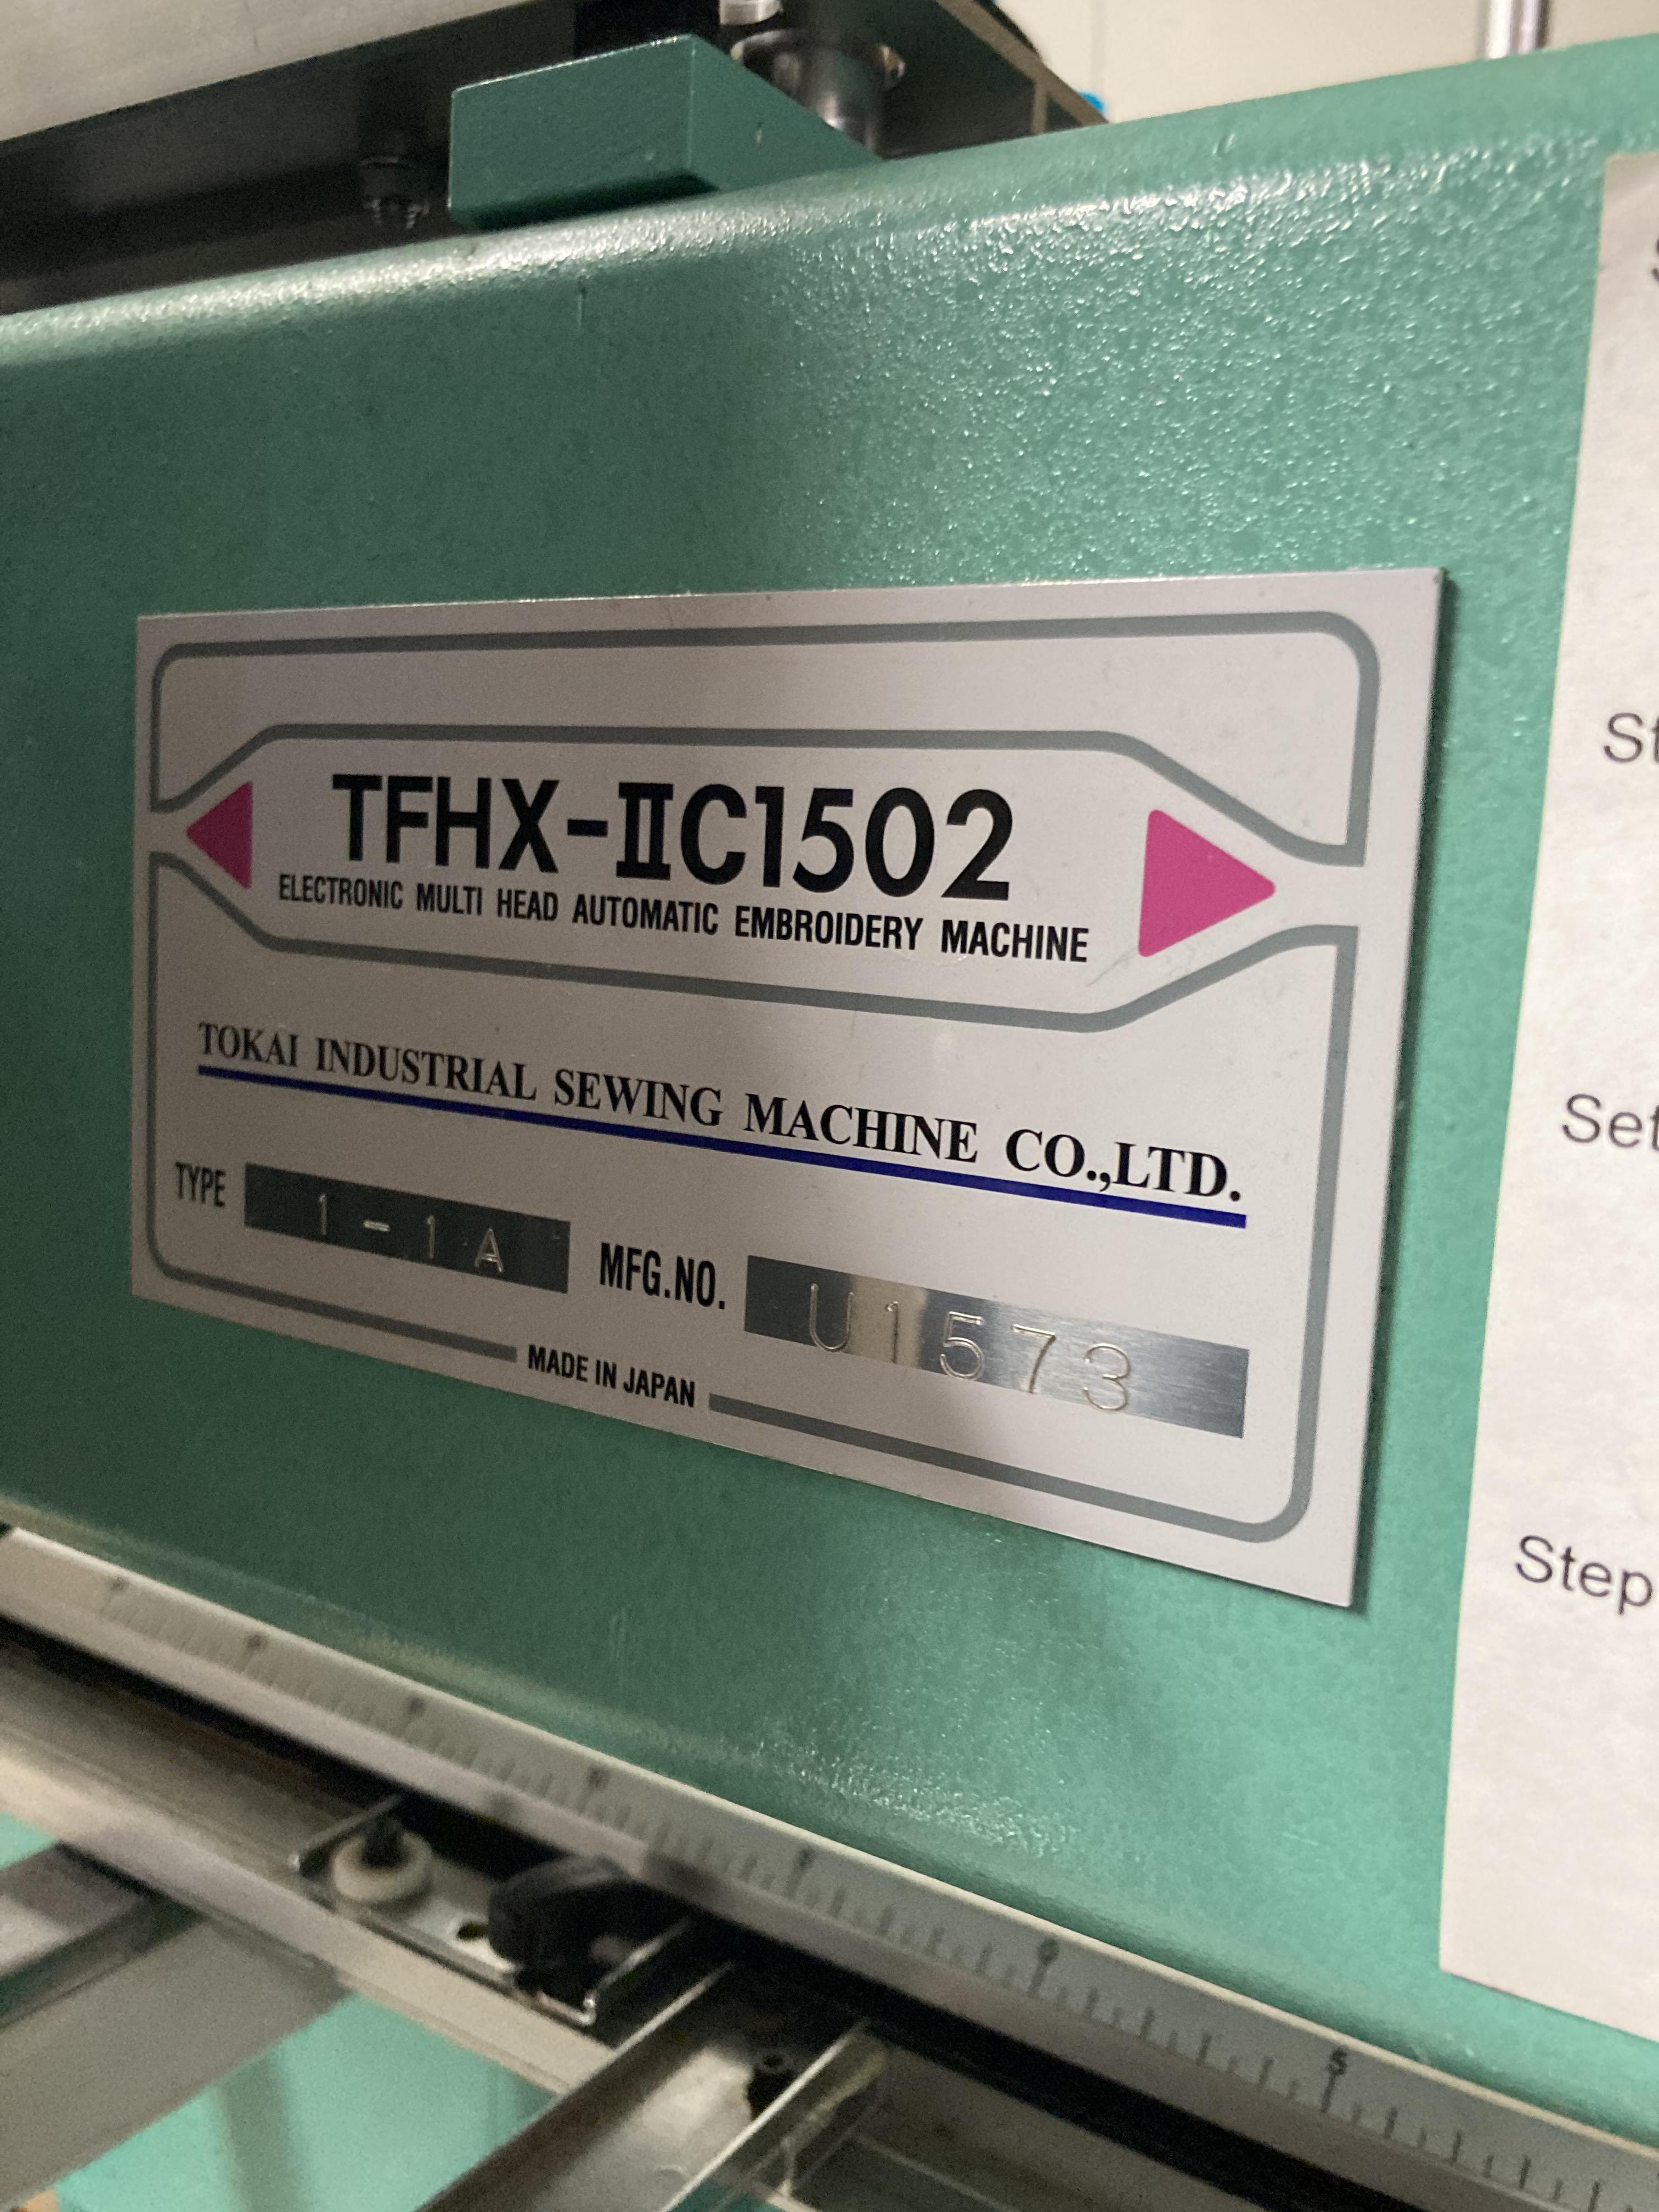 TFHX-IIC1502
ELECTRONIC MULTI HEAD AUTOMATIC EMBROIDERY MACHINE
TOKAI INDUSTRIAL SEWING MACHINE CO.,LTD.
TYPE 1-1A MFG.NO. U1573
MADE IN JAPAN
St
Set
Step
5